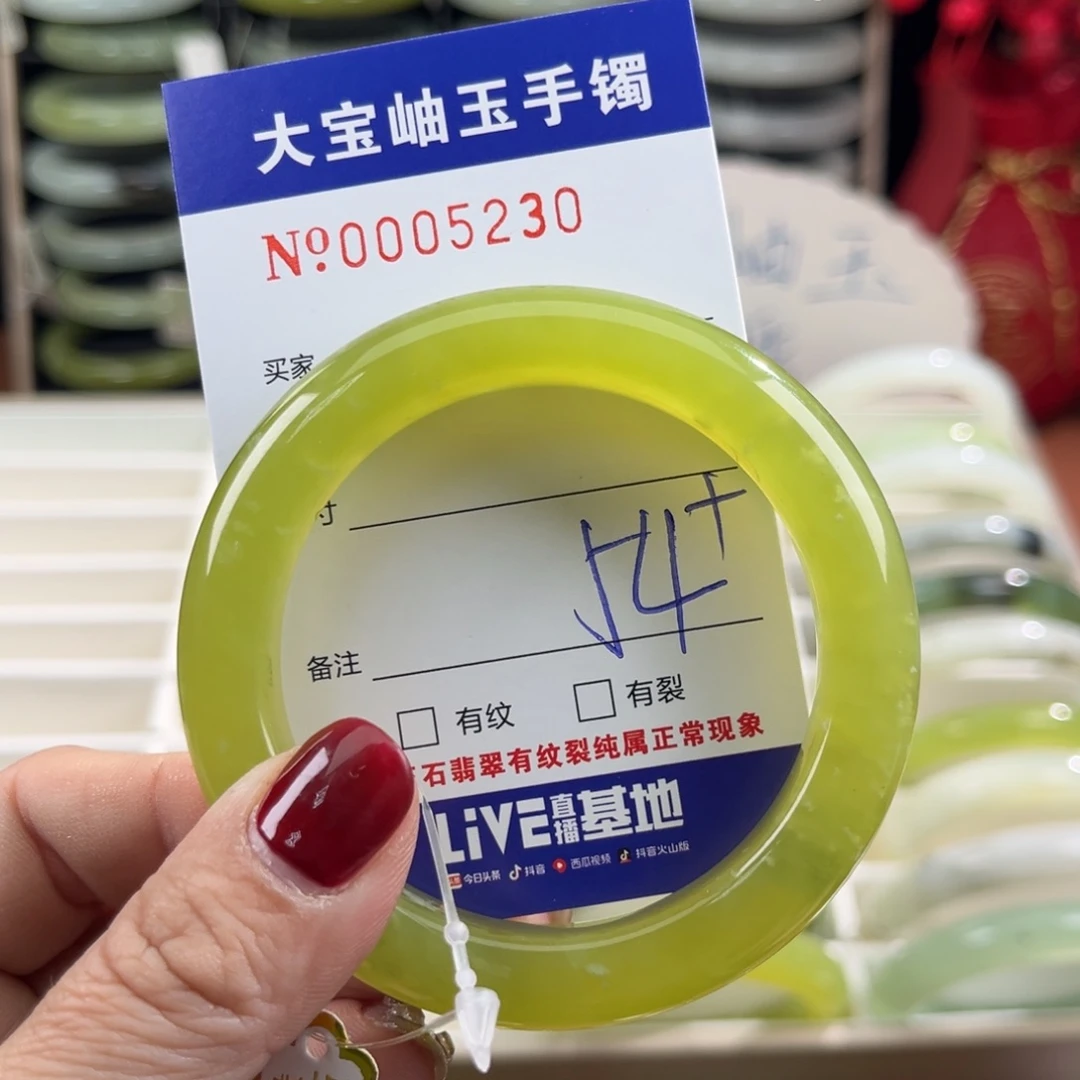 大宝岫玉手镯
Nº0005230
买家
寸
54+
备注
□ 有纹 □ 有裂
石翡翠有纹裂纯属正常现象
LiVE直播基地
今日头条 抖音 西瓜视频 抖音火山版
岫玉